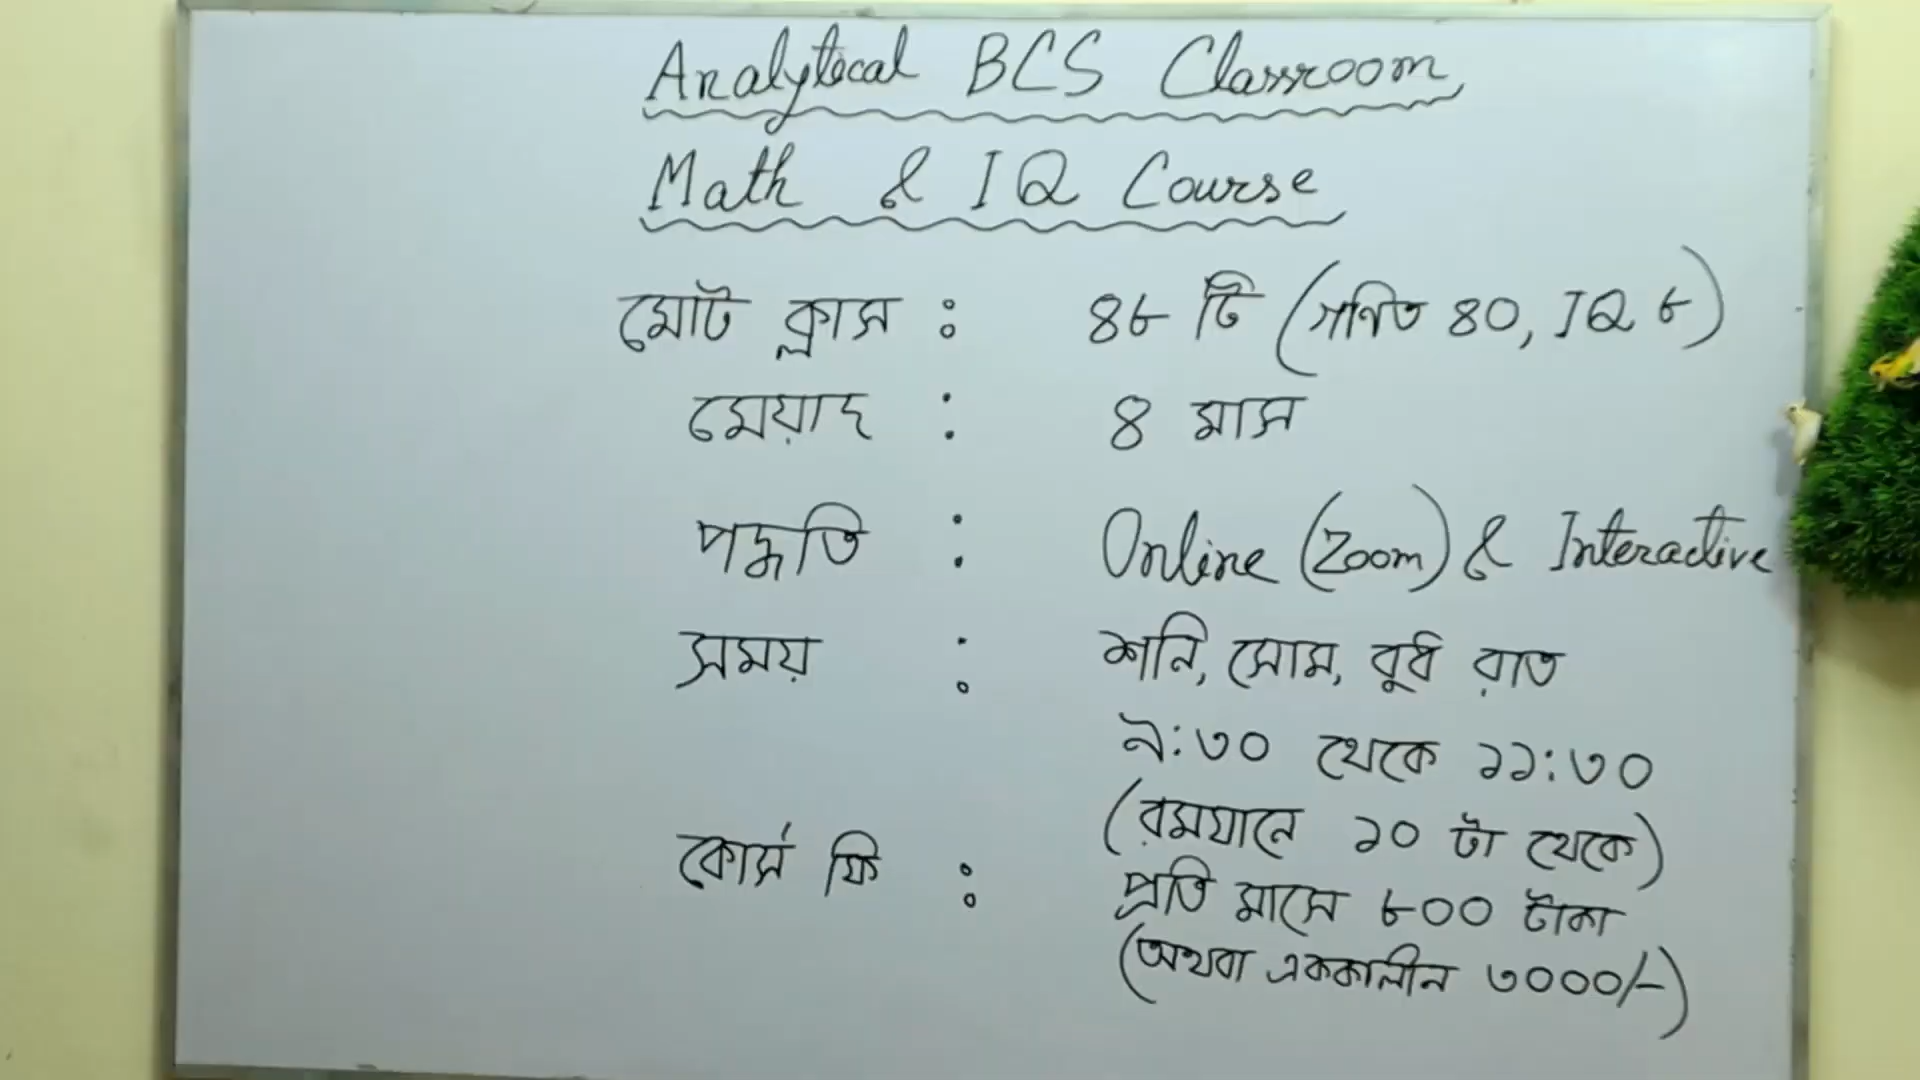 Analytical BCS Classroom
Math & IQ Course
মোট ক্লাস : ৪৮ টি (গণিত ৪০, IQ ৮)
মেয়াদ : ৪ মাস
পদ্ধতি : Online (Zoom) & Interactive
সময় : শনি, সোম, বুধ রাত
৯:৩০ থেকে ১১:৩০
(রমযানে ১০ টা থেকে)
কোর্স ফি : প্রতি মাসে ৮০০ টাকা
(অথবা এককালীন ৩০০০/-)